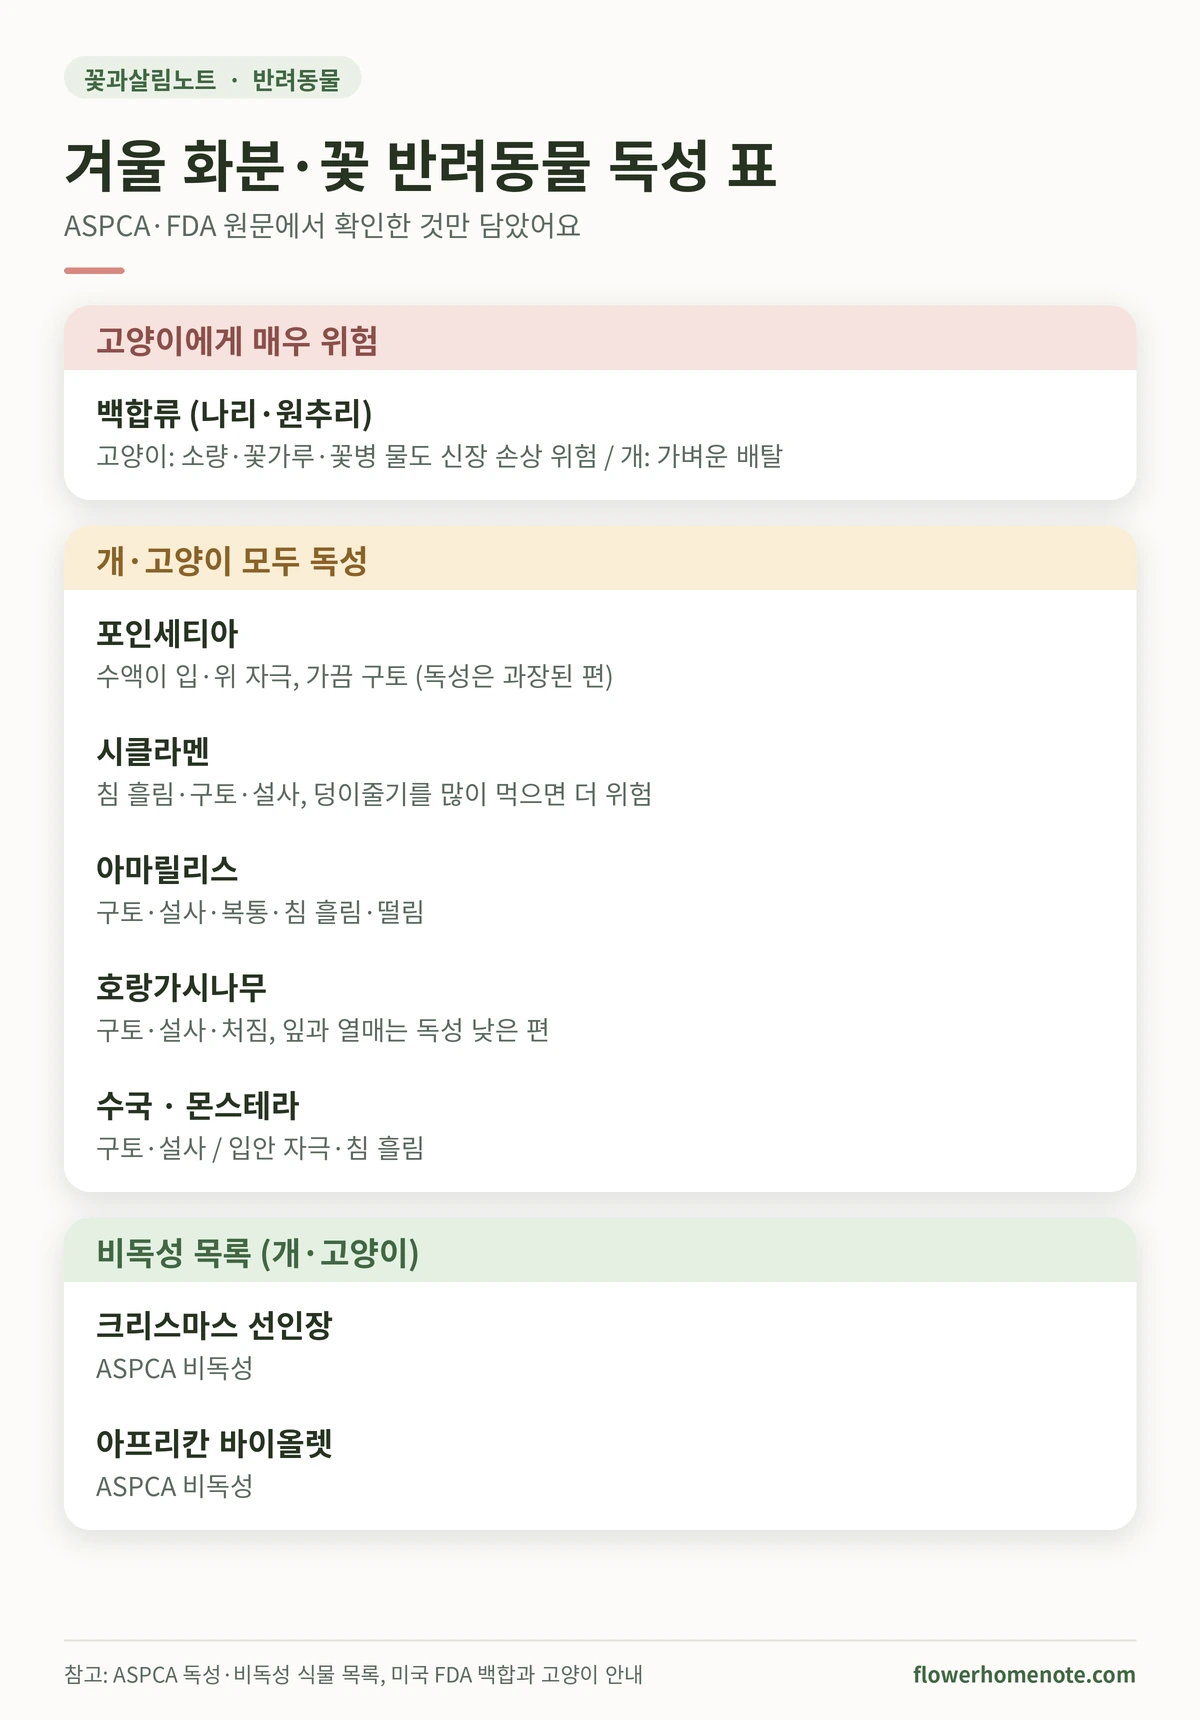 꽃과살림노트 · 반려동물
겨울 화분·꽃 반려동물 독성 표
ASPCA·FDA 원문에서 확인한 것만 담았어요
고양이에게 매우 위험
백합류 (나리·원추리)
고양이: 소량·꽃가루·꽃병 물도 신장 손상 위험 / 개: 가벼운 배탈
개·고양이 모두 독성
포인세티아
수액이 입·위 자극, 가끔 구토 (독성은 과장된 편)
시클라멘
침 흘림·구토·설사, 덩이줄기를 많이 먹으면 더 위험
아마릴리스
구토·설사·복통·침 흘림·떨림
호랑가시나무
구토·설사·처짐, 잎과 열매는 독성 낮은 편
수국 · 몬스테라
구토·설사 / 입안 자극·침 흘림
비독성 목록 (개·고양이)
크리스마스 선인장
ASPCA 비독성
아프리칸 바이올렛
ASPCA 비독성
참고: ASPCA 독성·비독성 식물 목록, 미국 FDA 백합과 고양이 안내
flowerhomenote.com